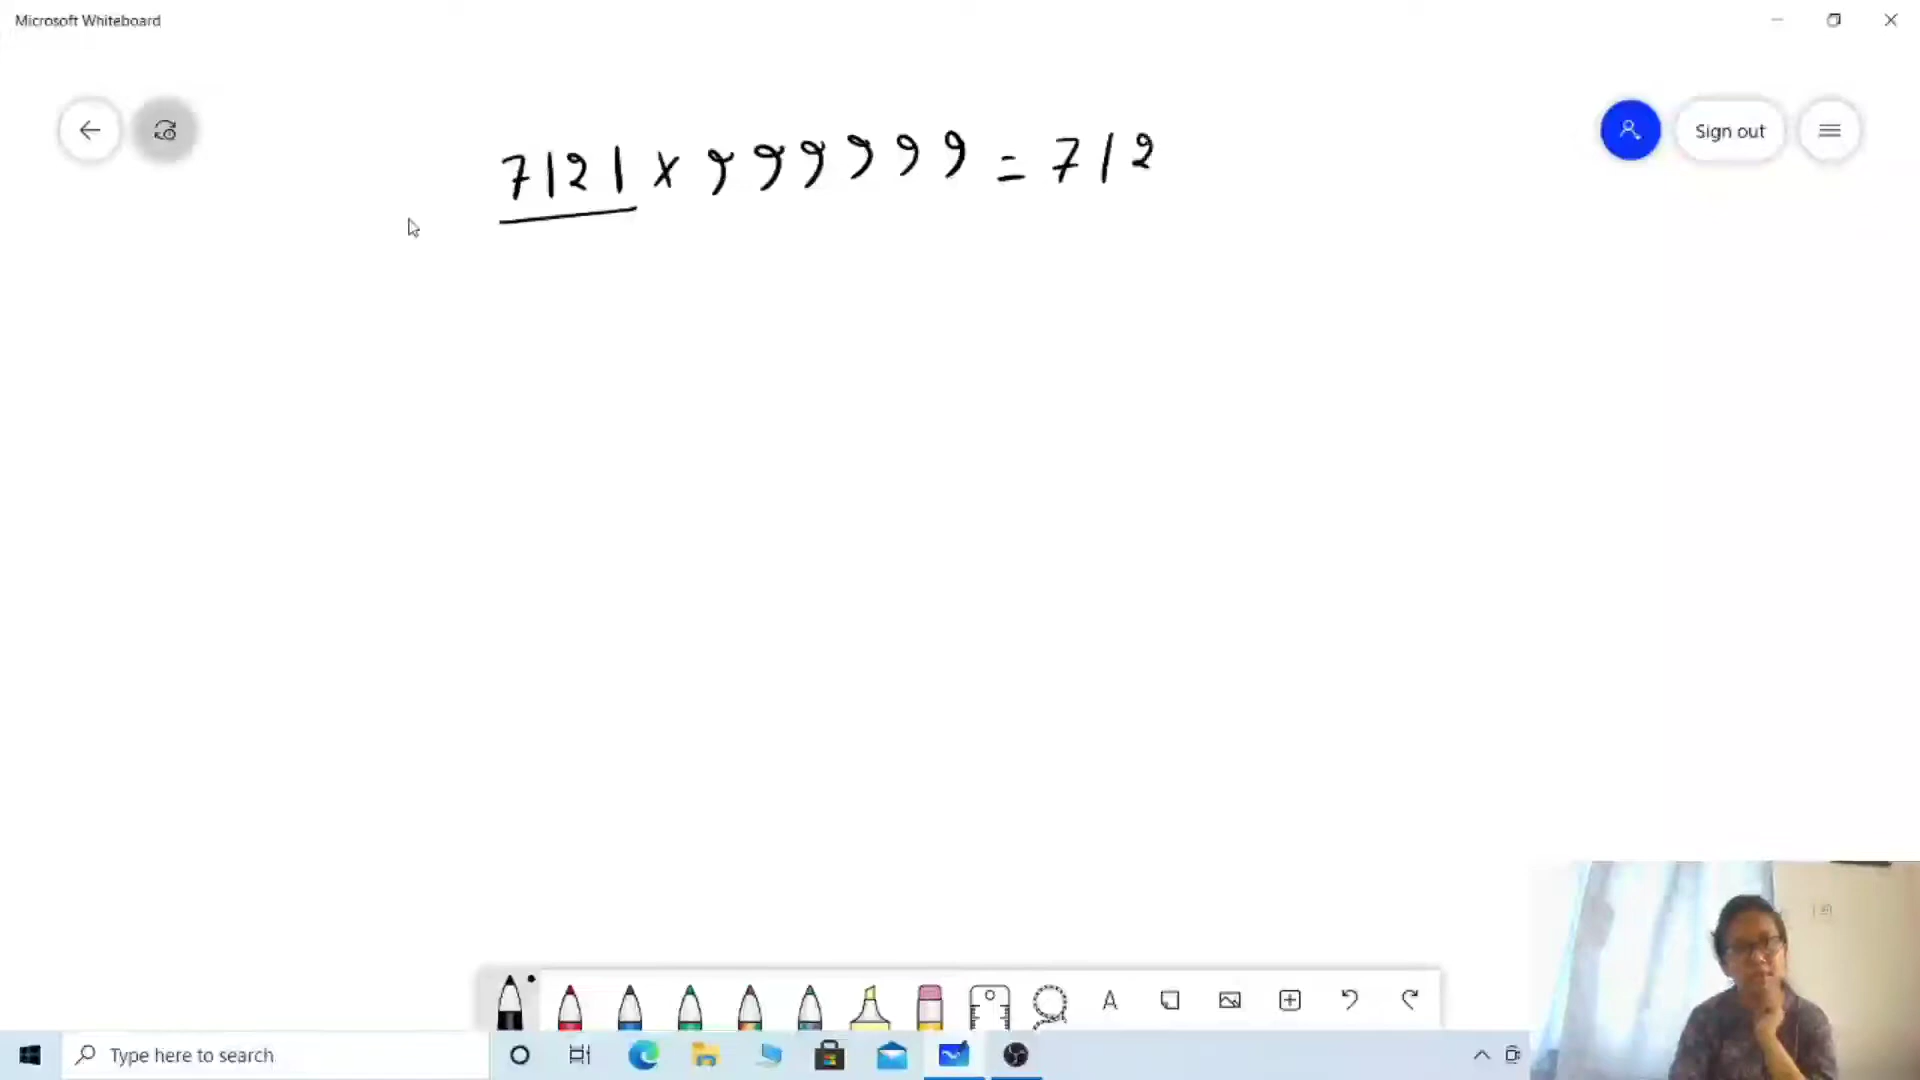 Microsoft Whiteboard
Sign out
7121 x 999999 = 712
A
Type here to search